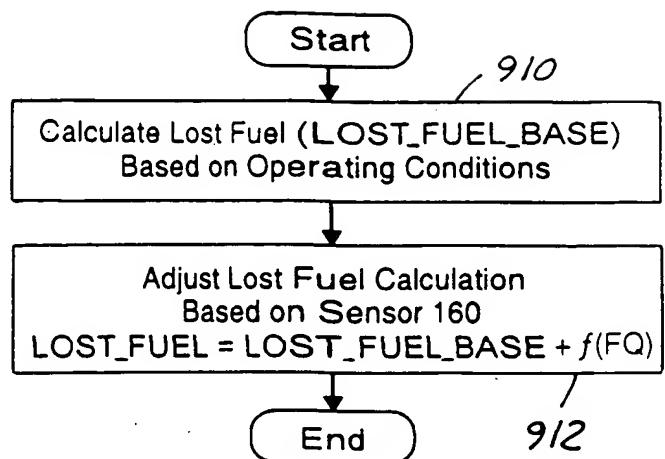 Start
910
Calculate Lost Fuel (LOST_FUEL_BASE)
Based on Operating Conditions
Adjust Lost Fuel Calculation
Based on Sensor 160
LOST_FUEL = LOST_FUEL_BASE + f(FQ)
End
912